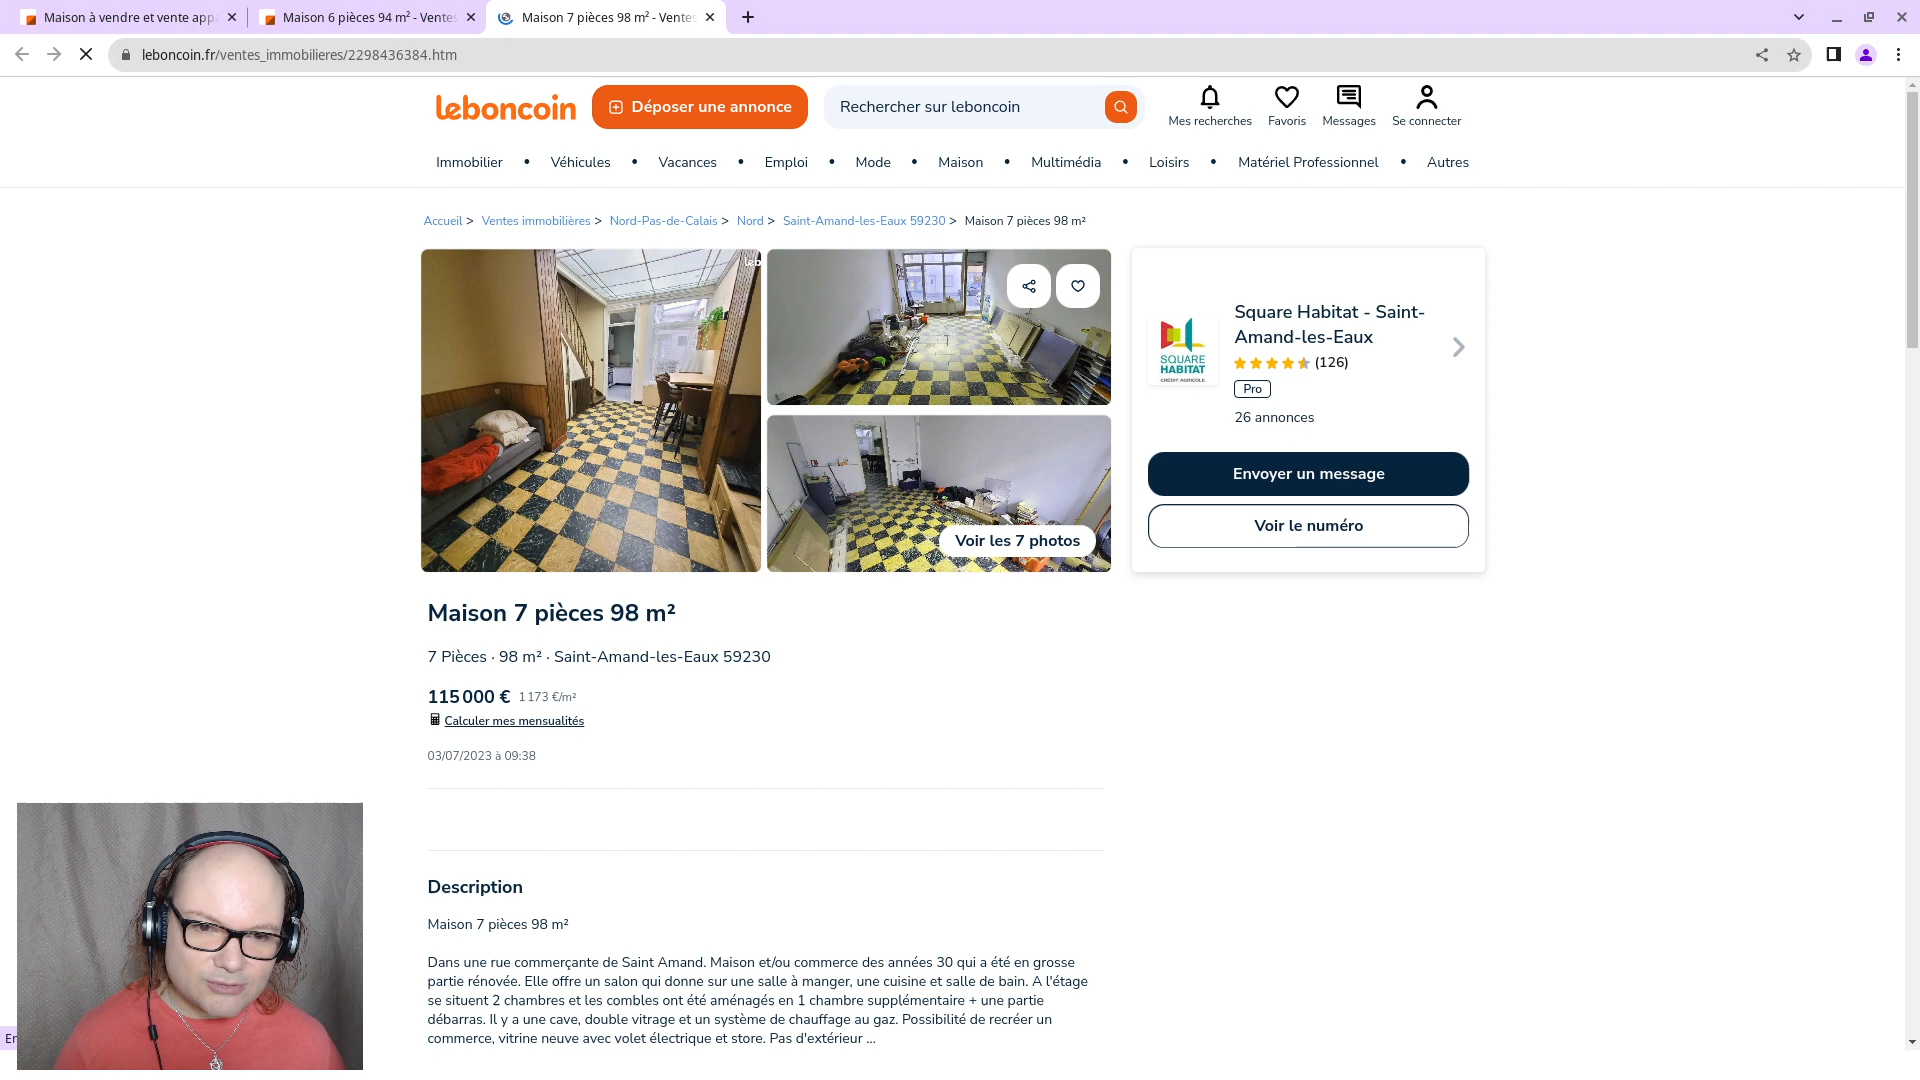 Maison à vendre et vente appa
Maison 6 pièces 94 m² - Ventes
Maison 7 pièces 98 m² - Ventes
leboncoin.fr/ventes_immobilieres/2298436384.htm
leboncoin
Déposer une annonce
Rechercher sur leboncoin
Mes recherches
Favoris
Messages
Se connecter
Immobilier • Véhicules • Vacances • Emploi • Mode • Maison • Multimédia • Loisirs • Matériel Professionnel • Autres
Accueil > Ventes immobilières > Nord-Pas-de-Calais > Nord > Saint-Amand-les-Eaux 59230 > Maison 7 pièces 98 m²
leb
Voir les 7 photos
SQUARE
HABITAT
CRÉDIT AGRICOLE
Square Habitat - Saint-
Amand-les-Eaux
(126)
Pro
26 annonces
Envoyer un message
Voir le numéro
Maison 7 pièces 98 m²
7 Pièces · 98 m² · Saint-Amand-les-Eaux 59230
115 000 € 1 173 €/m²
Calculer mes mensualités
03/07/2023 à 09:38
Description
Maison 7 pièces 98 m²
Dans une rue commerçante de Saint Amand. Maison et/ou commerce des années 30 qui a été en grosse
partie rénovée. Elle offre un salon qui donne sur une salle à manger, une cuisine et salle de bain. A l'étage
se situent 2 chambres et les combles ont été aménagés en 1 chambre supplémentaire + une partie
débarras. Il y a une cave, double vitrage et un système de chauffage au gaz. Possibilité de recréer un
commerce, vitrine neuve avec volet électrique et store. Pas d'extérieur ...
En